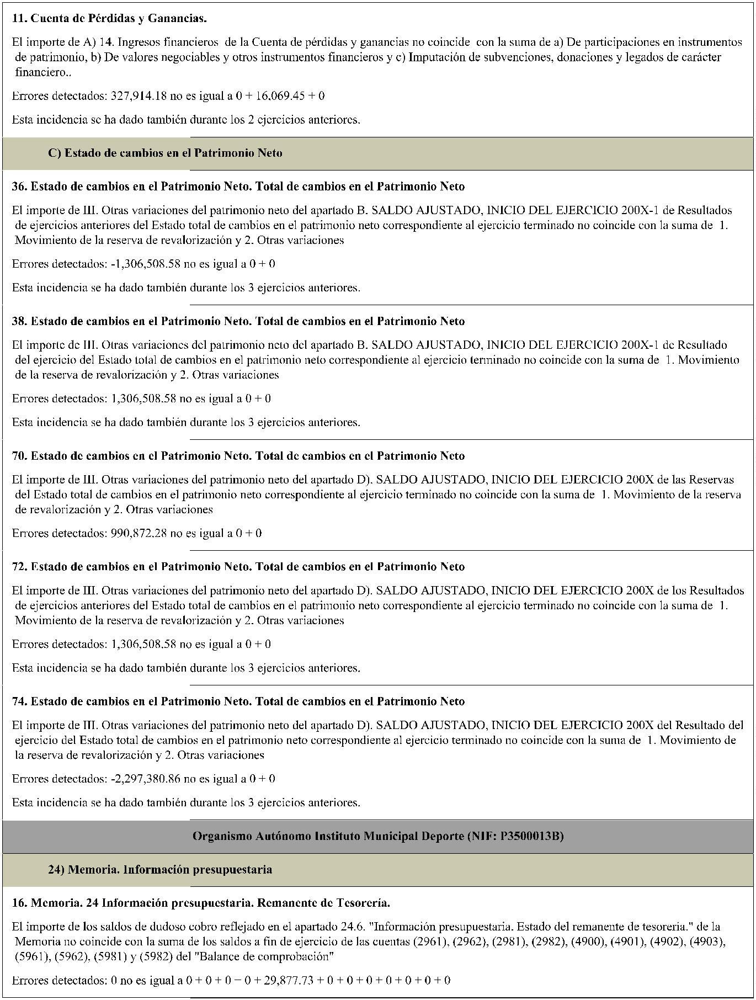 11. Cuenta de Pérdidas y Ganancias.
El importe de A) 14. Ingresos financieros  de la Cuenta de pérdidas y ganancias no coincide  con la suma de a) De participaciones en instrumentos
de patrimonio, b) De valores negociables y otros instrumentos financieros y c) Imputación de subvenciones, donaciones y legados de carácter
financiero..
Errores detectados: 327,914.18 no es igual a 0 + 16,069.45 + 0
Esta incidencia se ha dado también durante los 2 ejercicios anteriores.
C) Estado de cambios en el Patrimonio Neto
36. Estado de cambios en el Patrimonio Neto. Total de cambios en el Patrimonio Neto
El importe de III. Otras variaciones del patrimonio neto del apartado B. SALDO AJUSTADO, INICIO DEL EJERCICIO 200X-1 de Resultados
de ejercicios anteriores del Estado total de cambios en el patrimonio neto correspondiente al ejercicio terminado no coincide con la suma de  1.
Movimiento de la reserva de revalorización y 2. Otras variaciones
Errores detectados: -1,306,508.58 no es igual a 0 + 0
Esta incidencia se ha dado también durante los 3 ejercicios anteriores.
38. Estado de cambios en el Patrimonio Neto. Total de cambios en el Patrimonio Neto
El importe de III. Otras variaciones del patrimonio neto del apartado B. SALDO AJUSTADO, INICIO DEL EJERCICIO 200X-1 de Resultado
del ejercicio del Estado total de cambios en el patrimonio neto correspondiente al ejercicio terminado no coincide con la suma de  1. Movimiento
de la reserva de revalorización y 2. Otras variaciones
Errores detectados: 1,306,508.58 no es igual a 0 + 0
Esta incidencia se ha dado también durante los 3 ejercicios anteriores.
70. Estado de cambios en el Patrimonio Neto. Total de cambios en el Patrimonio Neto
El importe de III. Otras variaciones del patrimonio neto del apartado D). SALDO AJUSTADO, INICIO DEL EJERCICIO 200X de las Reservas
del Estado total de cambios en el patrimonio neto correspondiente al ejercicio terminado no coincide con la suma de  1. Movimiento de la reserva
de revalorización y 2. Otras variaciones
Errores detectados: 990,872.28 no es igual a 0 + 0
72. Estado de cambios en el Patrimonio Neto. Total de cambios en el Patrimonio Neto
El importe de III. Otras variaciones del patrimonio neto del apartado D). SALDO AJUSTADO, INICIO DEL EJERCICIO 200X de los Resultados
de ejercicios anteriores del Estado total de cambios en el patrimonio neto correspondiente al ejercicio terminado no coincide con la suma de  1.
Movimiento de la reserva de revalorización y 2. Otras variaciones
Errores detectados: 1,306,508.58 no es igual a 0 + 0
Esta incidencia se ha dado también durante los 3 ejercicios anteriores.
74. Estado de cambios en el Patrimonio Neto. Total de cambios en el Patrimonio Neto
El importe de III. Otras variaciones del patrimonio neto del apartado D). SALDO AJUSTADO, INICIO DEL EJERCICIO 200X del Resultado del
ejercicio del Estado total de cambios en el patrimonio neto correspondiente al ejercicio terminado no coincide con la suma de  1. Movimiento de
la reserva de revalorización y 2. Otras variaciones
Errores detectados: -2,297,380.86 no es igual a 0 + 0
Esta incidencia se ha dado también durante los 3 ejercicios anteriores.
Organismo Autónomo Instituto Municipal Deporte (NIF: P3500013B)
24) Memoria. Información presupuestaria
16. Memoria. 24 Información presupuestaria. Remanente de Tesorería.
El importe de los saldos de dudoso cobro reflejado en el apartado 24.6. "Información presupuestaria. Estado del remanente de tesoreria." de la
Memoria no coincide con la suma de los saldos a fin de ejercicio de las cuentas (2961), (2962), (2981), (2982), (4900), (4901), (4902), (4903),
(5961), (5962), (5981) y (5982) del "Balance de comprobación"
Errores detectados: 0 no es igual a 0 + 0 + 0 + 0 + 29,877.73 + 0 + 0 + 0 + 0 + 0 + 0 + 0